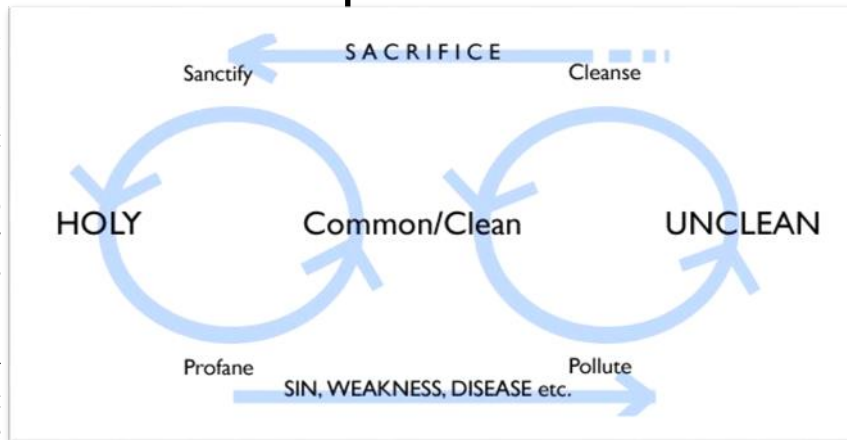 SACRIFICE
Sanctify Cleanse
HOLY Common/Clean UNCLEAN
Profane Pollute
SIN, WEAKNESS, DISEASE etc.